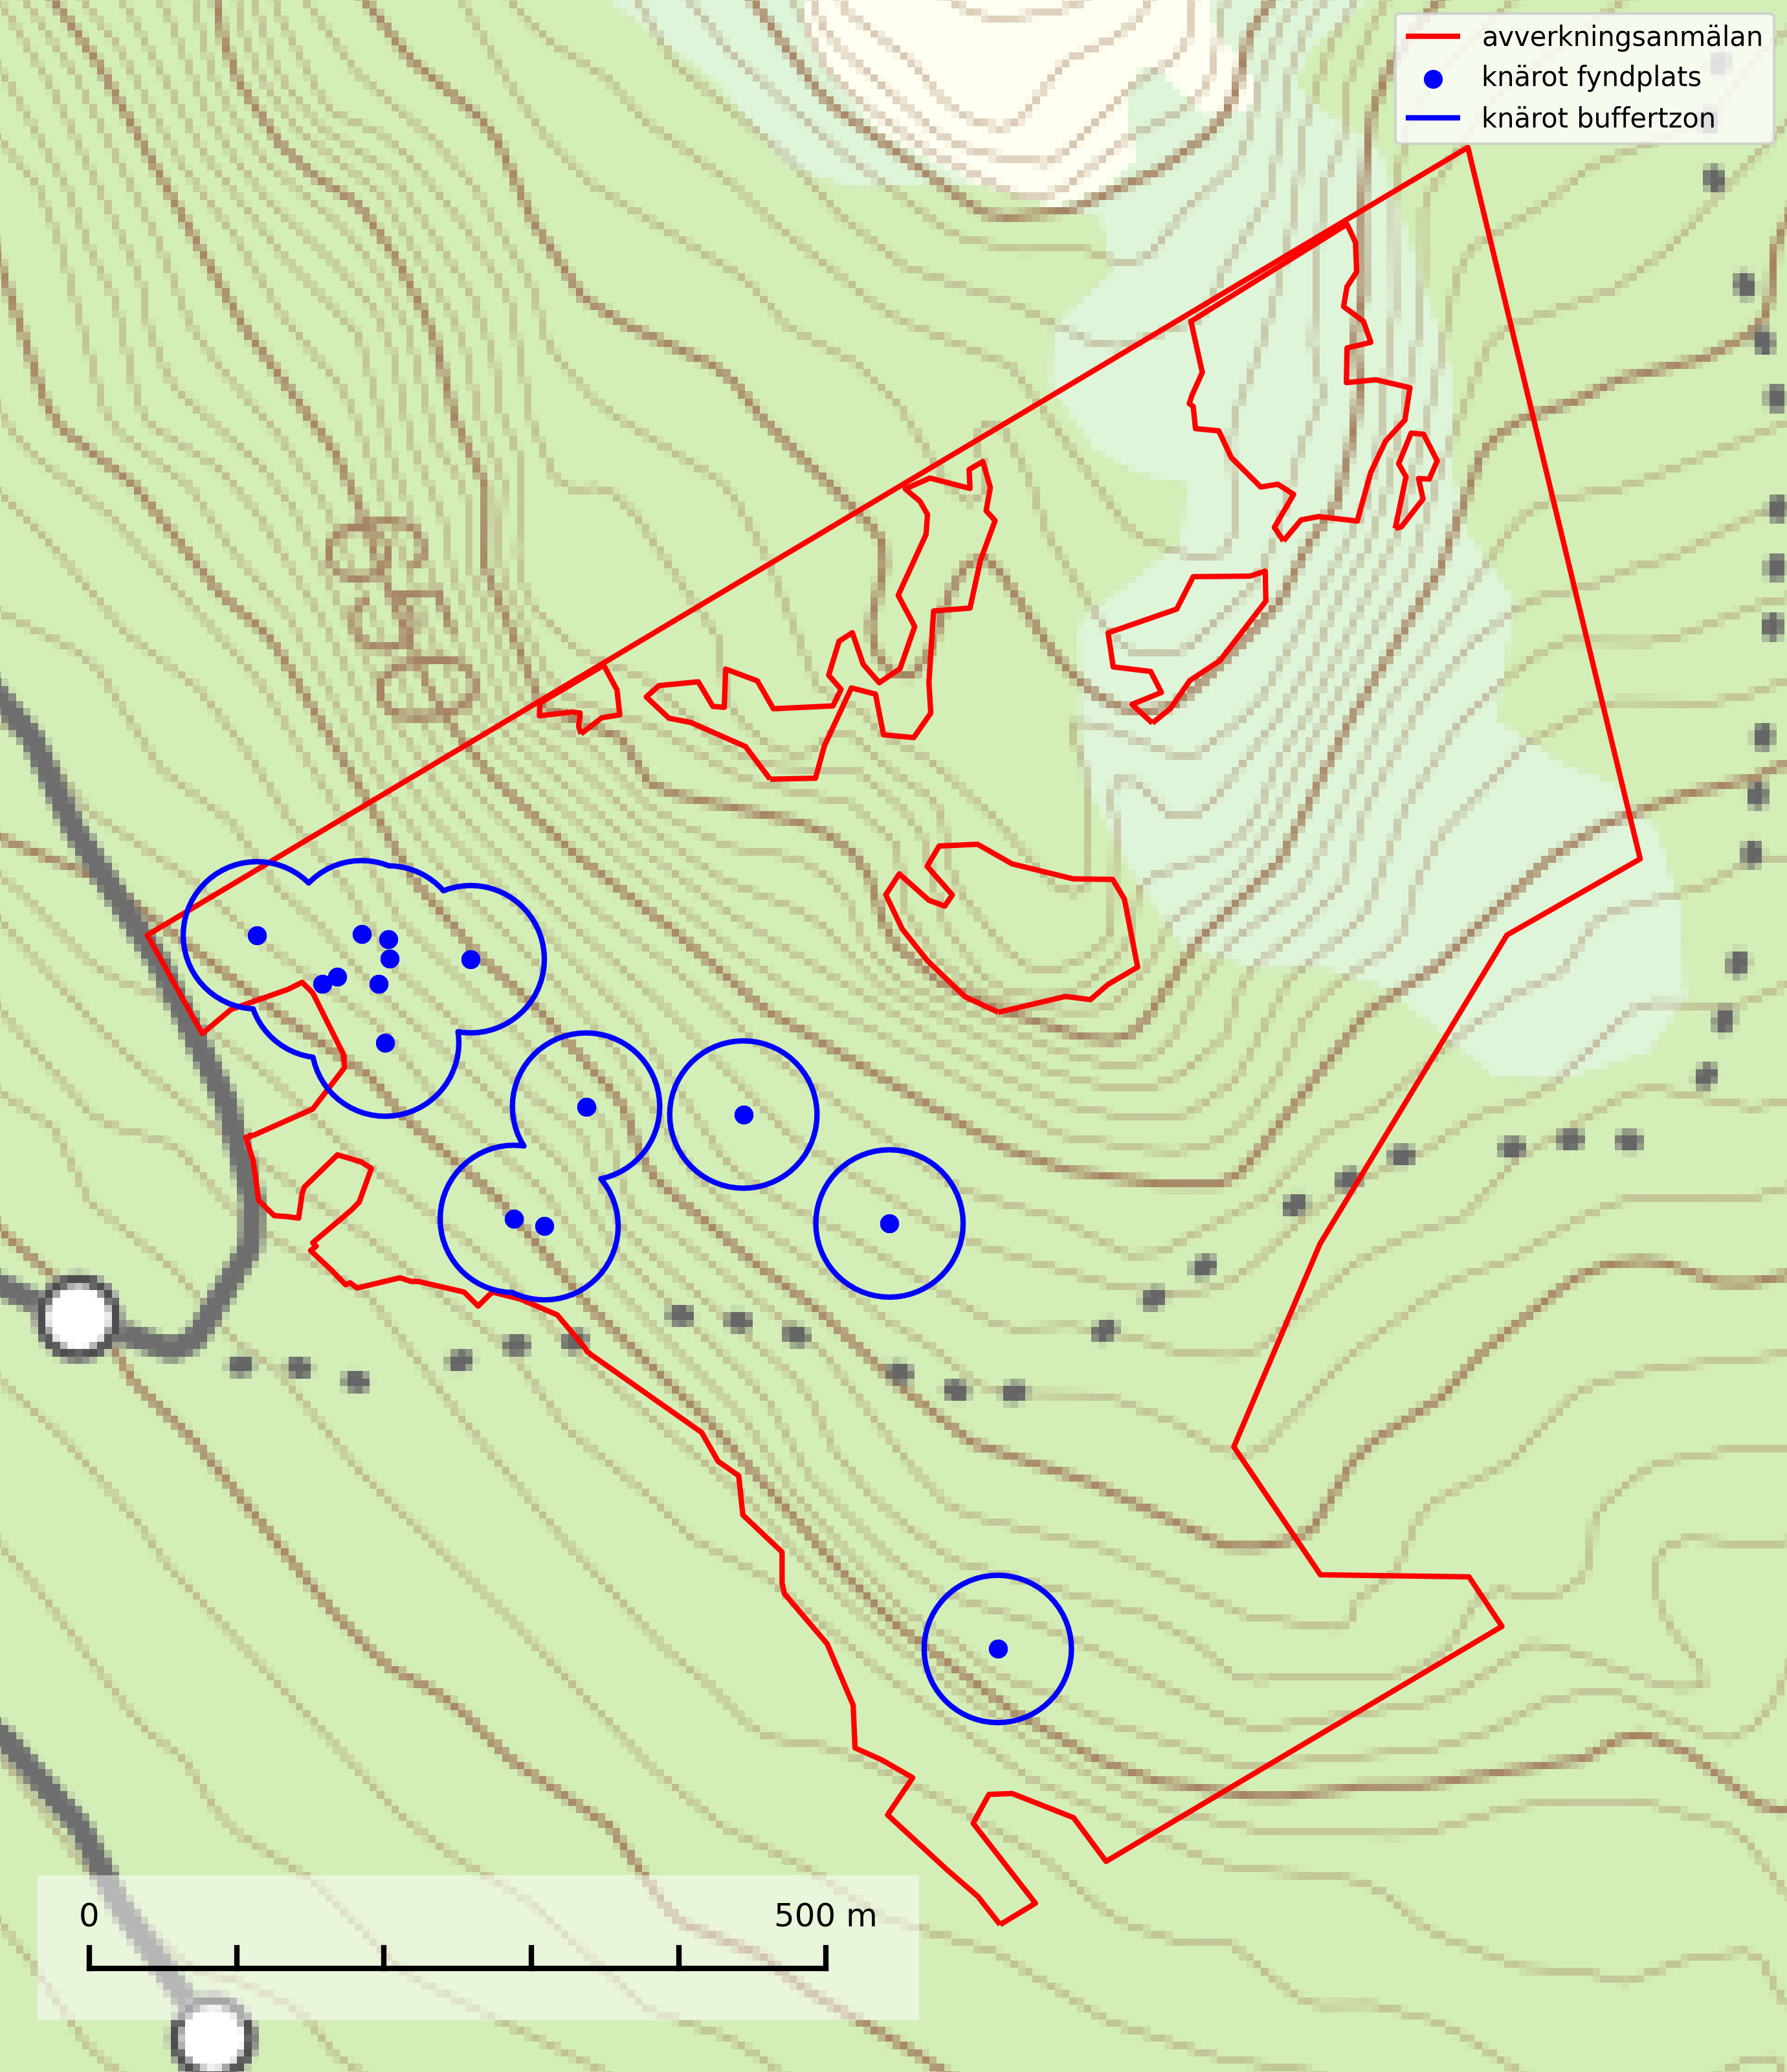 avverkningsanmälan
knärot fyndplats
knärot buffertzon
650
0 500 m